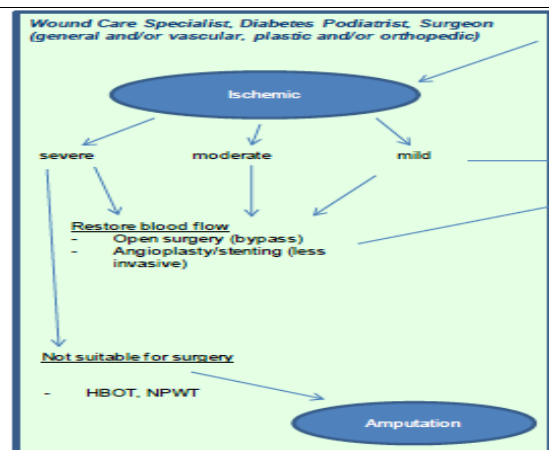 Wound Care Specialist, Diabetes Podiatrist, Surgeon
(general and/or vascular, plastic and/or orthopedic)
Ischemic
severe moderate mild
Restore blood flow
- Open surgery (bypass)
- Angioplasty/stenting (less
invasive)
Not suitable for surgery
- HBOT, NPWT
Amputation